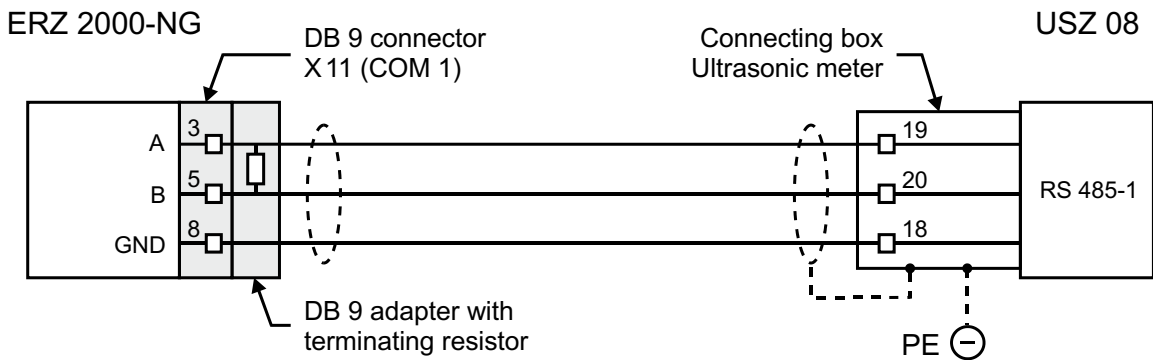 ERZ 2000-NG
DB 9 connector
X 11 (COM 1)
Connecting box
Ultrasonic meter
USZ 08
A
3
19
B
5
20
RS 485-1
GND
8
18
DB 9 adapter with
terminating resistor
PE